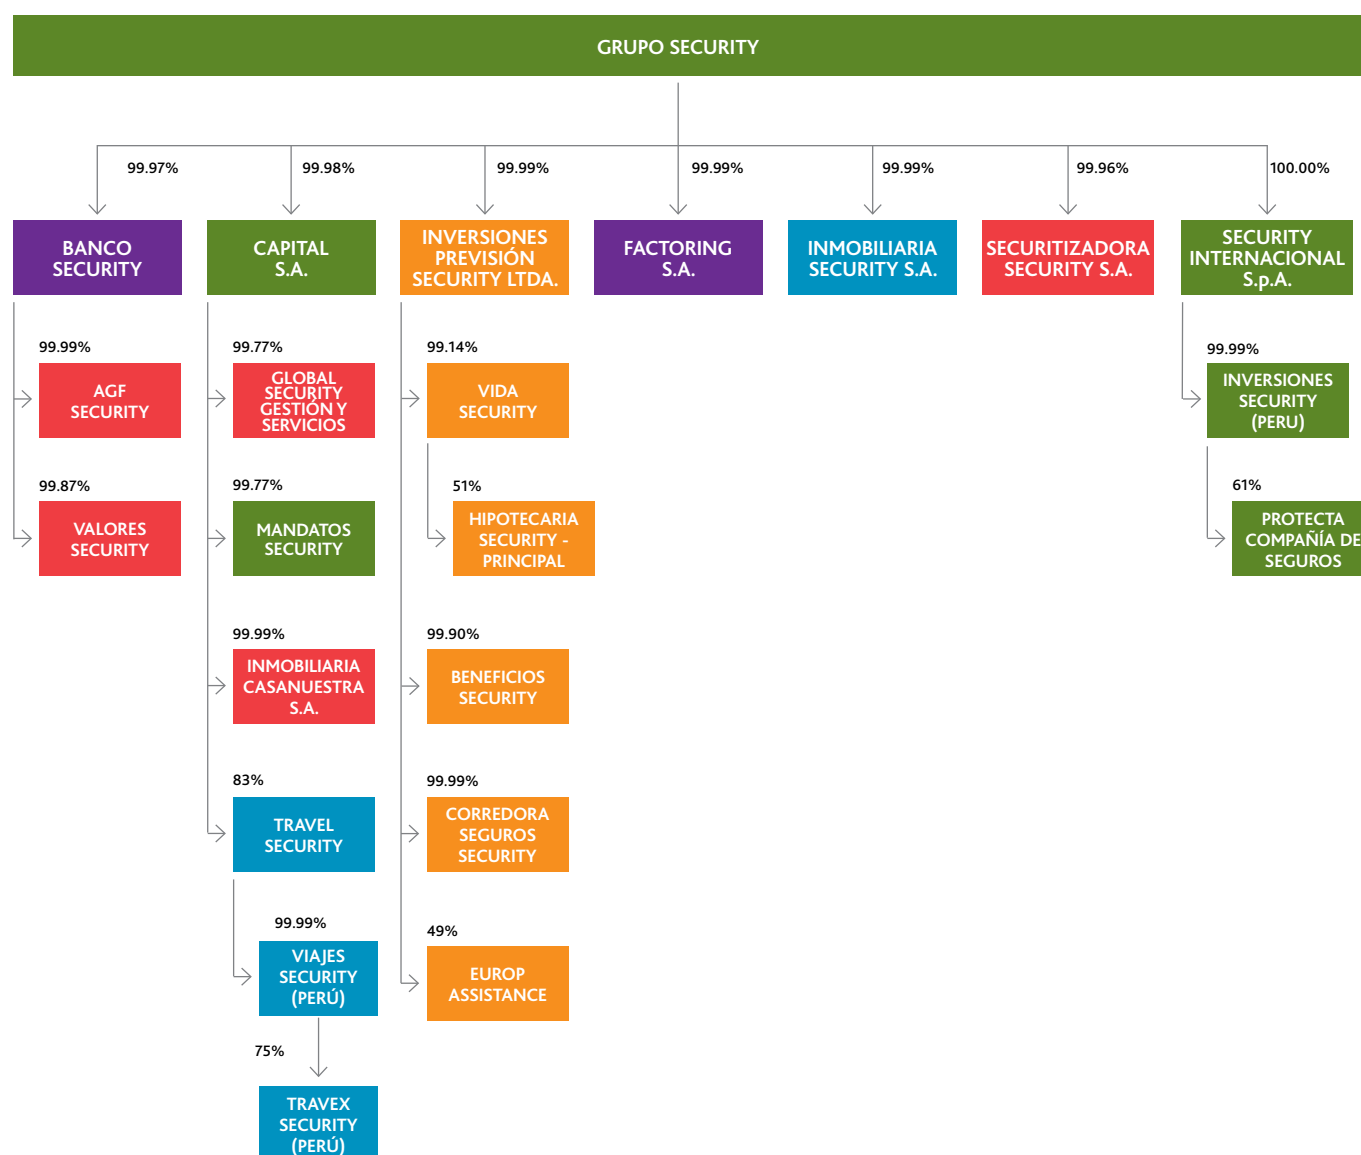 GRUPO SECURITY
99.97%
99.98%
99.99%
99.99%
99.99%
99.96%
100.00%
BANCO
SECURITY
CAPITAL
S.A.
INVERSIONES
PREVISIÓN
SECURITY LTDA.
FACTORING
S.A.
INMOBILIARIA
SECURITY S.A.
SECURITIZADORA
SECURITY S.A.
SECURITY
INTERNACIONAL
S.p.A.
99.99%
AGF
SECURITY
99.87%
VALORES
SECURITY
99.77%
GLOBAL
SECURITY
GESTIÓN Y
SERVICIOS
99.77%
MANDATOS
SECURITY
99.99%
INMOBILIARIA
CASANUESTRA
S.A.
83%
TRAVEL
SECURITY
99.99%
VIAJES
SECURITY
(PERÚ)
75%
TRAVEX
SECURITY
(PERÚ)
99.14%
VIDA
SECURITY
51%
HIPOTECARIA
SECURITY -
PRINCIPAL
99.90%
BENEFICIOS
SECURITY
99.99%
CORREDORA
SEGUROS
SECURITY
49%
EUROP
ASSISTANCE
99.99%
INVERSIONES
SECURITY
(PERU)
61%
PROTECTA
COMPAÑÍA DE
SEGUROS